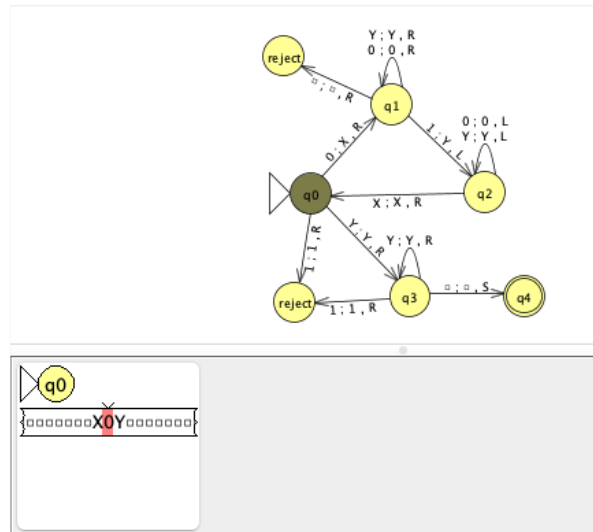 Y ; Y , R
0 ; 0 , R
reject
□ ; □ , R
q1
0 ; X , R
1 ; Y , L
0 ; 0 , L
Y ; Y , L
q0
X ; X , R
q2
1 ; 1 , R
Y ; Y , R
Y ; Y , R
reject
1 ; 1 , R
q3
□ ; □ , S
q4
q0
□□□□□□□X0Y□□□□□□□